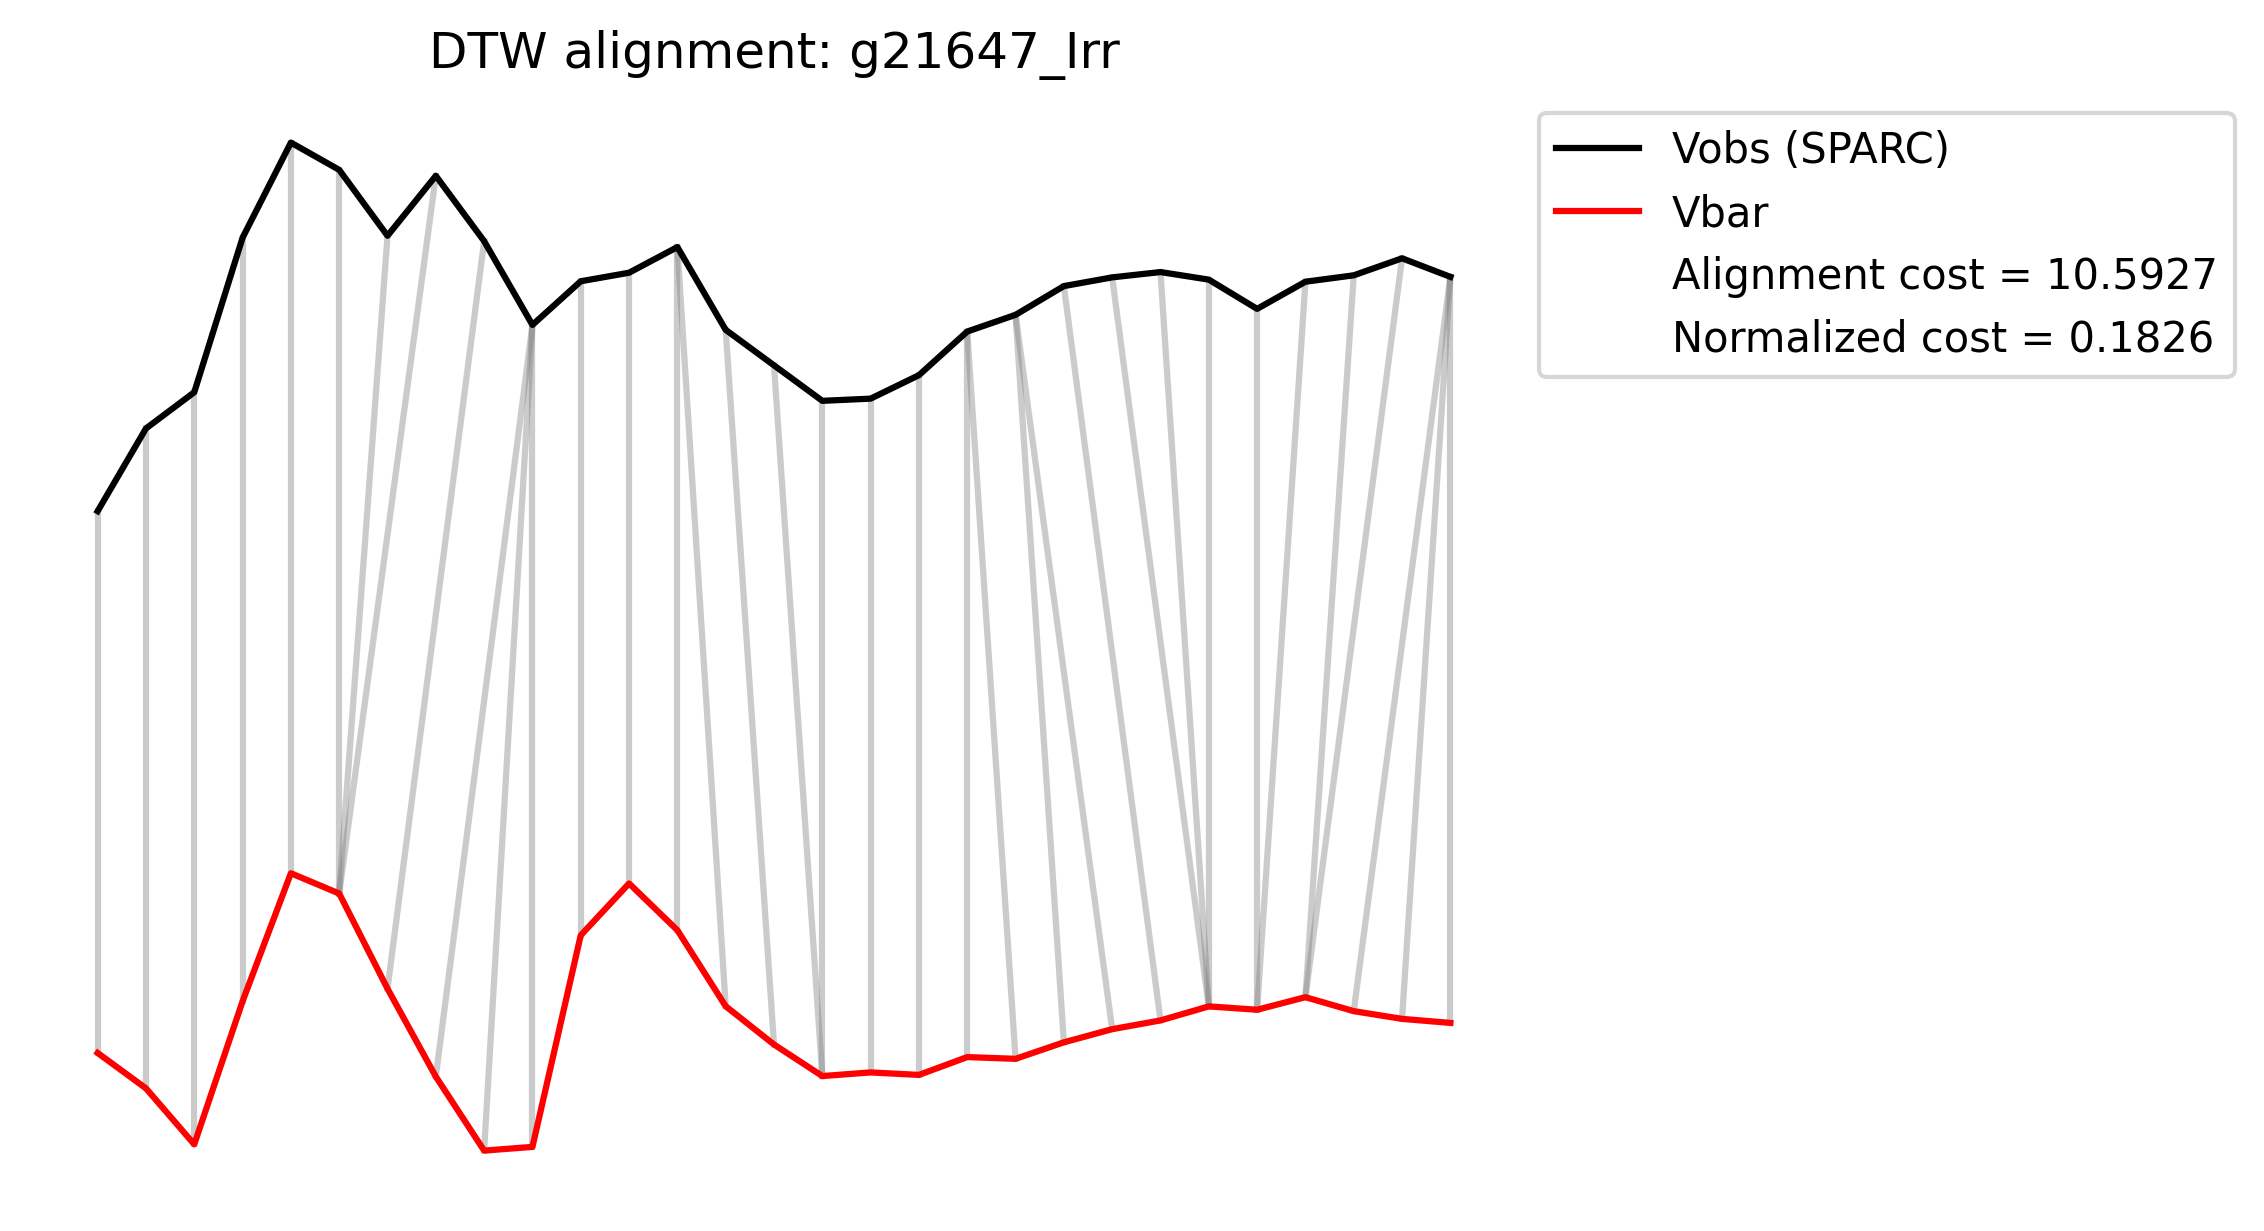 DTW alignment: g21647_Irr
Vobs (SPARC)
Vbar
Alignment cost = 10.5927
Normalized cost = 0.1826